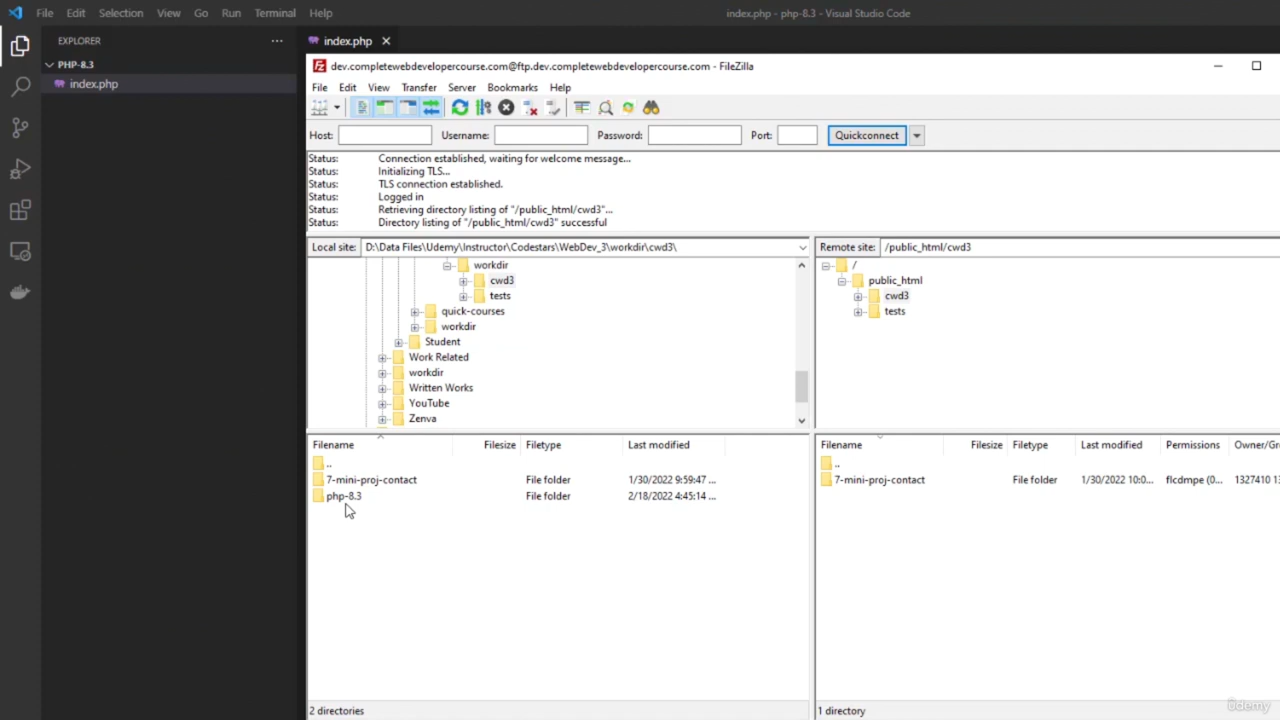 File Edit Selection View Go Run Terminal Help index.php - php-8.3 - Visual Studio Code
EXPLORER ··· index.php
PHP-8.3
index.php
dev.completewebdevelopercourse.com@ftp.dev.completewebdevelopercourse.com - FileZilla
File Edit View Transfer Server Bookmarks Help
Host: Username: Password: Port: Quickconnect
Status: Connection established, waiting for welcome message...
Status: Initializing TLS...
Status: TLS connection established.
Status: Logged in
Status: Retrieving directory listing of "/public_html/cwd3"...
Status: Directory listing of "/public_html/cwd3" successful
Local site: D:\Data Files\Udemy\Instructor\Codestars\WebDev_3\workdir\cwd3\
workdir
cwd3
tests
quick-courses
workdir
Student
Work Related
workdir
Written Works
YouTube
Zenva
Remote site: /public_html/cwd3
/
public_html
cwd3
tests
Filename Filesize Filetype Last modified
..
7-mini-proj-contact File folder 1/30/2022 9:59:47 ...
php-8.3 File folder 2/18/2022 4:45:14 ...
2 directories
Filename Filesize Filetype Last modified Permissions Owner/Gr
..
7-mini-proj-contact File folder 1/30/2022 10:0... flcdmpe (0... 1327410 13
1 directory
ûdemy